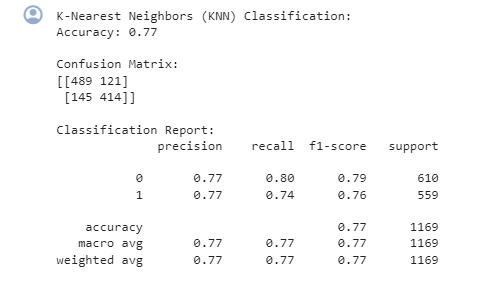 K-Nearest Neighbors (KNN) Classification:
Accuracy: 0.77
Confusion Matrix:
[[489 121]
[145 414]]
Classification Report:
precision recall f1-score support
0 0.77 0.80 0.79 610
1 0.77 0.74 0.76 559
accuracy 0.77 1169
macro avg 0.77 0.77 0.77 1169
weighted avg 0.77 0.77 0.77 1169